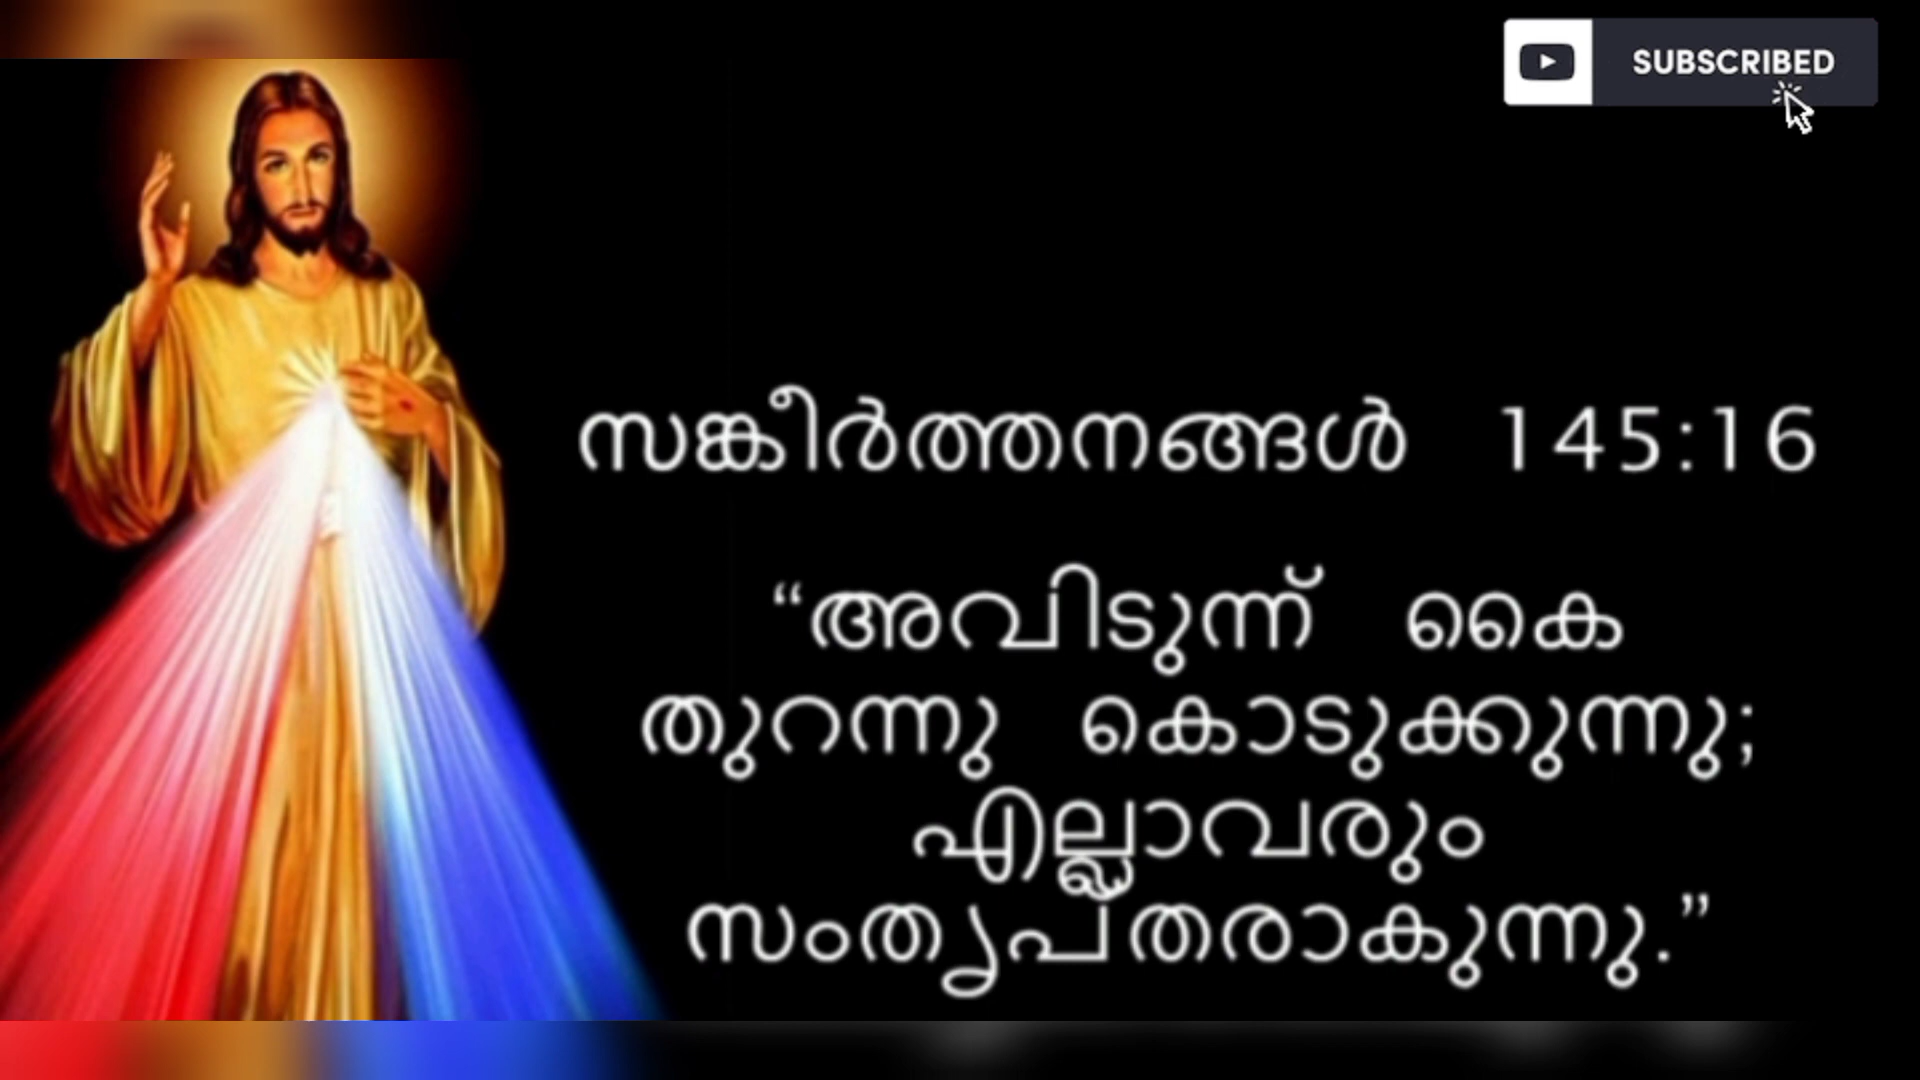 SUBSCRIBED
സങ്കീർത്തനങ്ങൾ 145:16
“അവിടുന്ന് കൈ
തുറന്നു കൊടുക്കുന്നു;
എല്ലാവരും
സംതൃപ്തരാകുന്നു.”